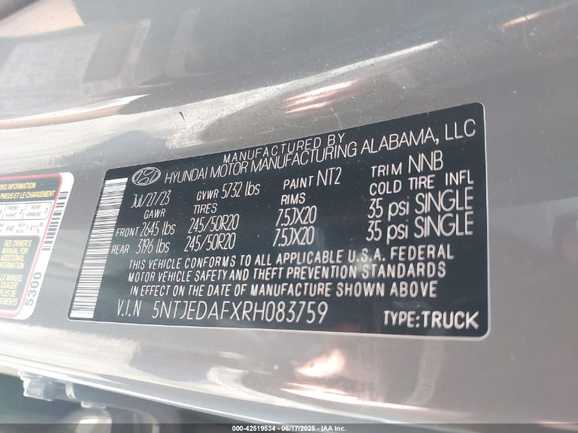 MANUFACTURED BY
HYUNDAI MOTOR MANUFACTURING ALABAMA, LLC
JUL/27/23 GVWR 5732 lbs PAINT NT2 TRIM NNB
GAWR TIRES RIMS COLD TIRE INFL
FRONT 2645 lbs 245/50R20 7.5JX20 35 psi SINGLE
REAR 3196 lbs 245/50R20 7.5JX20 35 psi SINGLE
THIS VEHICLE CONFORMS TO ALL APPLICABLE U.S.A. FEDERAL
MOTOR VEHICLE SAFETY AND THEFT PREVENTION STANDARDS
IN EFFECT ON THE DATE OF MANUFACTURE SHOWN ABOVE
V.I.N 5NTJEDAFXRH083759 TYPE:TRUCK
5300
000-42519534 - 06/17/2025 - IAA Inc.